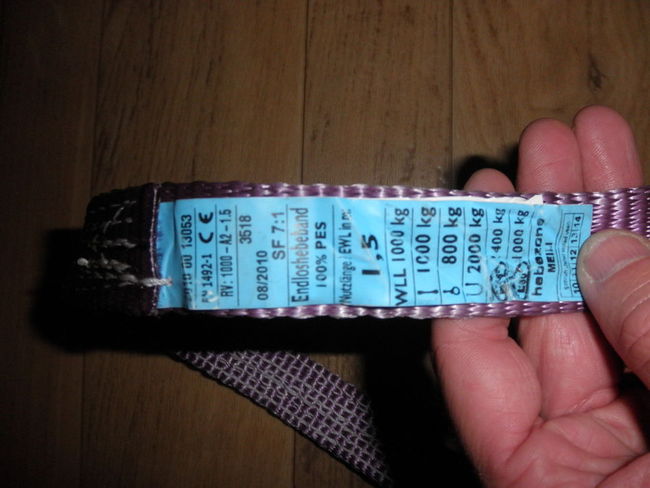 00 13053
EN 1492-1 CE
RV: 1000 - A2 - 1.5
3518
08/2010 SF 7:1
Endloshebeband
100% PES
Nutzlänge: EWL in m:
1,5
WLL 1000 kg
1000 kg
800 kg
U 2000 kg
1400 kg
1000 kg
hebezone